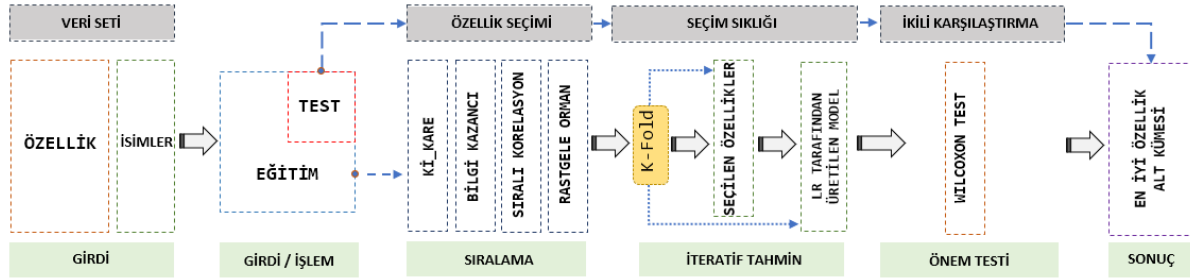 VERİ SETİ
ÖZELLİK SEÇİMİ
SEÇİM SIKLIĞI
İKİLİ KARŞILAŞTIRMA
ÖZELLİK
İSİMLER
TEST
EĞİTİM
Kİ_KARE
BİLGİ KAZANCI
SIRALI KORELASYON
RASTGELE ORMAN
K-Fold
SEÇİLEN ÖZELLİKLER
LR TARAFINDAN
ÜRETİLEN MODEL
WILCOXON TEST
EN İYİ ÖZELLİK
ALT KÜMESİ
GİRDİ
GİRDİ / İŞLEM
SIRALAMA
İTERATİF TAHMİN
ÖNEM TESTİ
SONUÇ